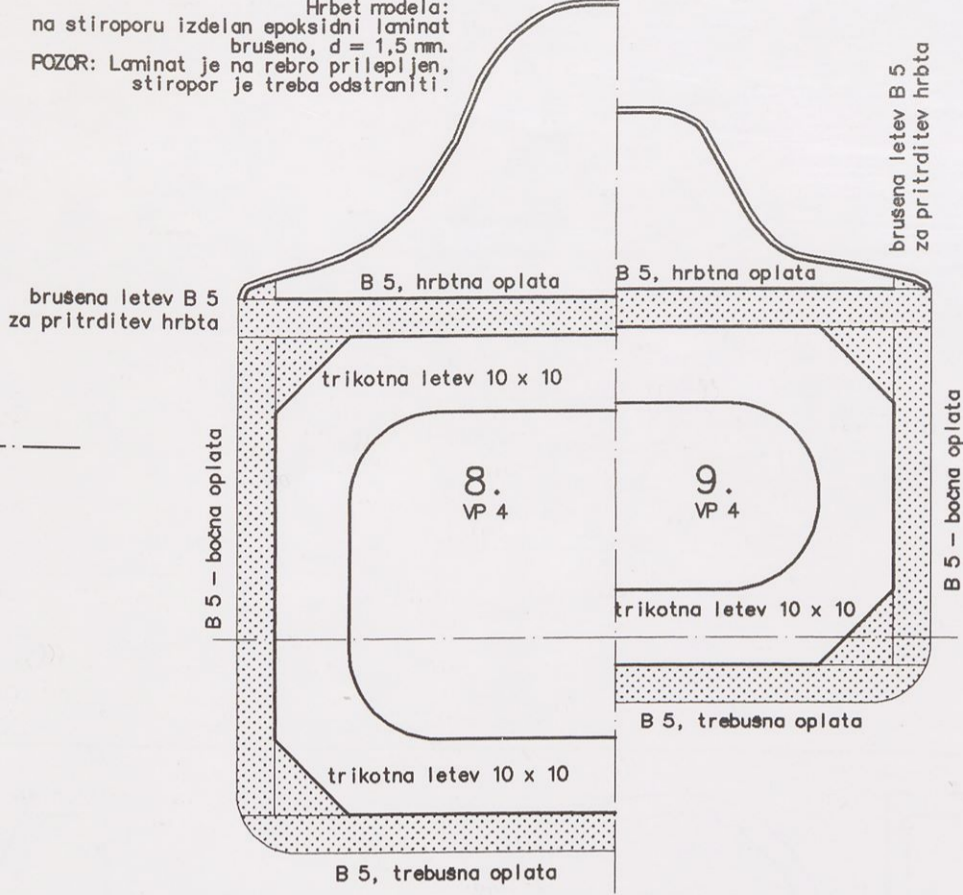 Hrbet modela:
na stiroporu izdelan epoksidni laminat
brušeno, d = 1,5 mm.
POZOR: Laminat je na rebro prilepljen,
stiropor je treba odstraniti.
brušena letev B 5
za pritrditev hrbta
B 5, hrbtna oplata
B 5, hrbtna oplata
brušena letev B 5
za pritrditev hrbta
trikotna letev 10 x 10
B 5 – bočna oplata
8.
VP 4
9.
VP 4
B 5 – bočna oplata
trikotna letev 10 x 10
B 5, trebušna oplata
trikotna letev 10 x 10
B 5, trebušna oplata